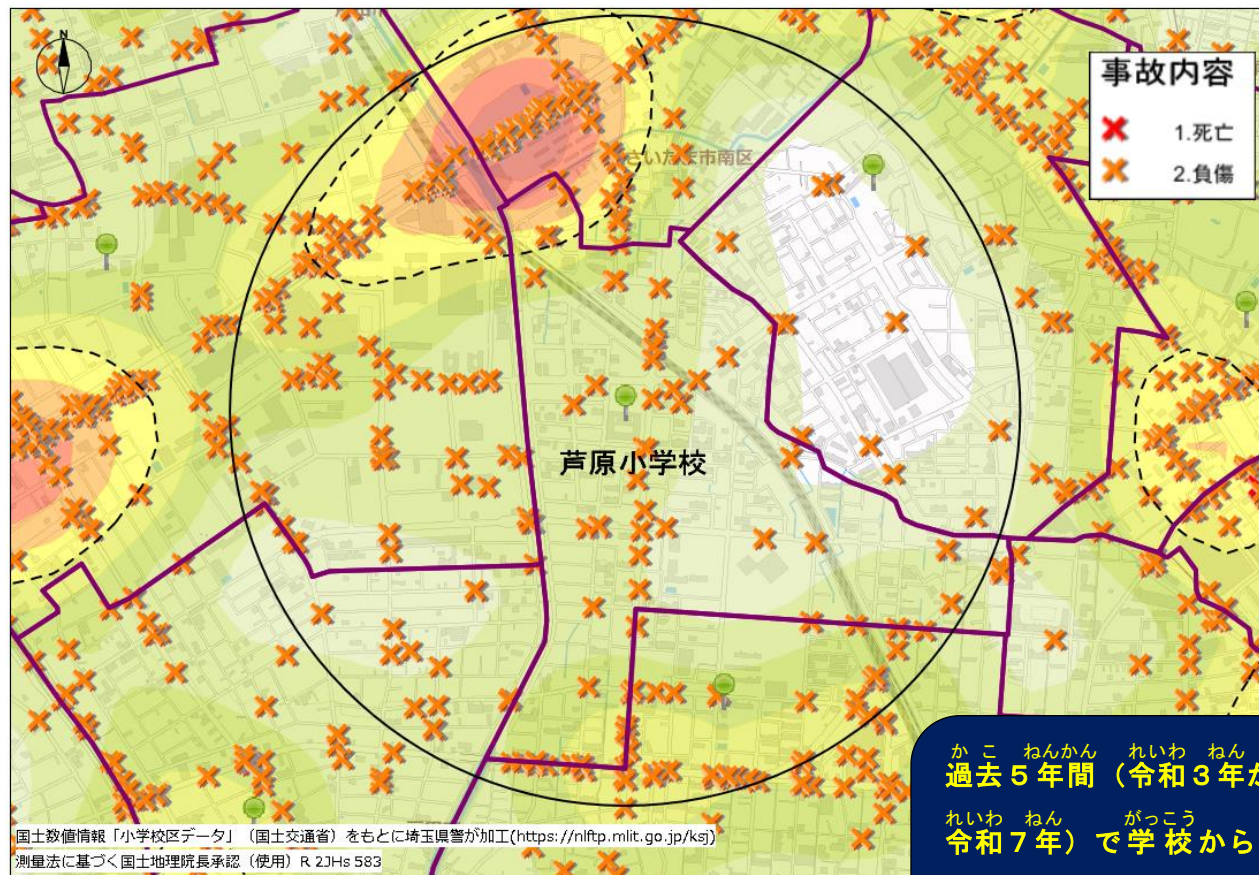 N
事故内容
1.死亡
2.負傷
さいたま市南区
芦原小学校
かこ ねんかん れいわ ねん
過去5年間(令和3年か
れいわ ねん がっこう
令和7年)で学校から
国土数値情報「小学校区データ」(国土交通省)をもとに埼玉県警が加工(https://nlftp.mlit.go.jp/ksj)
測量法に基づく国土地理院長承認(使用)R 2JHs 583